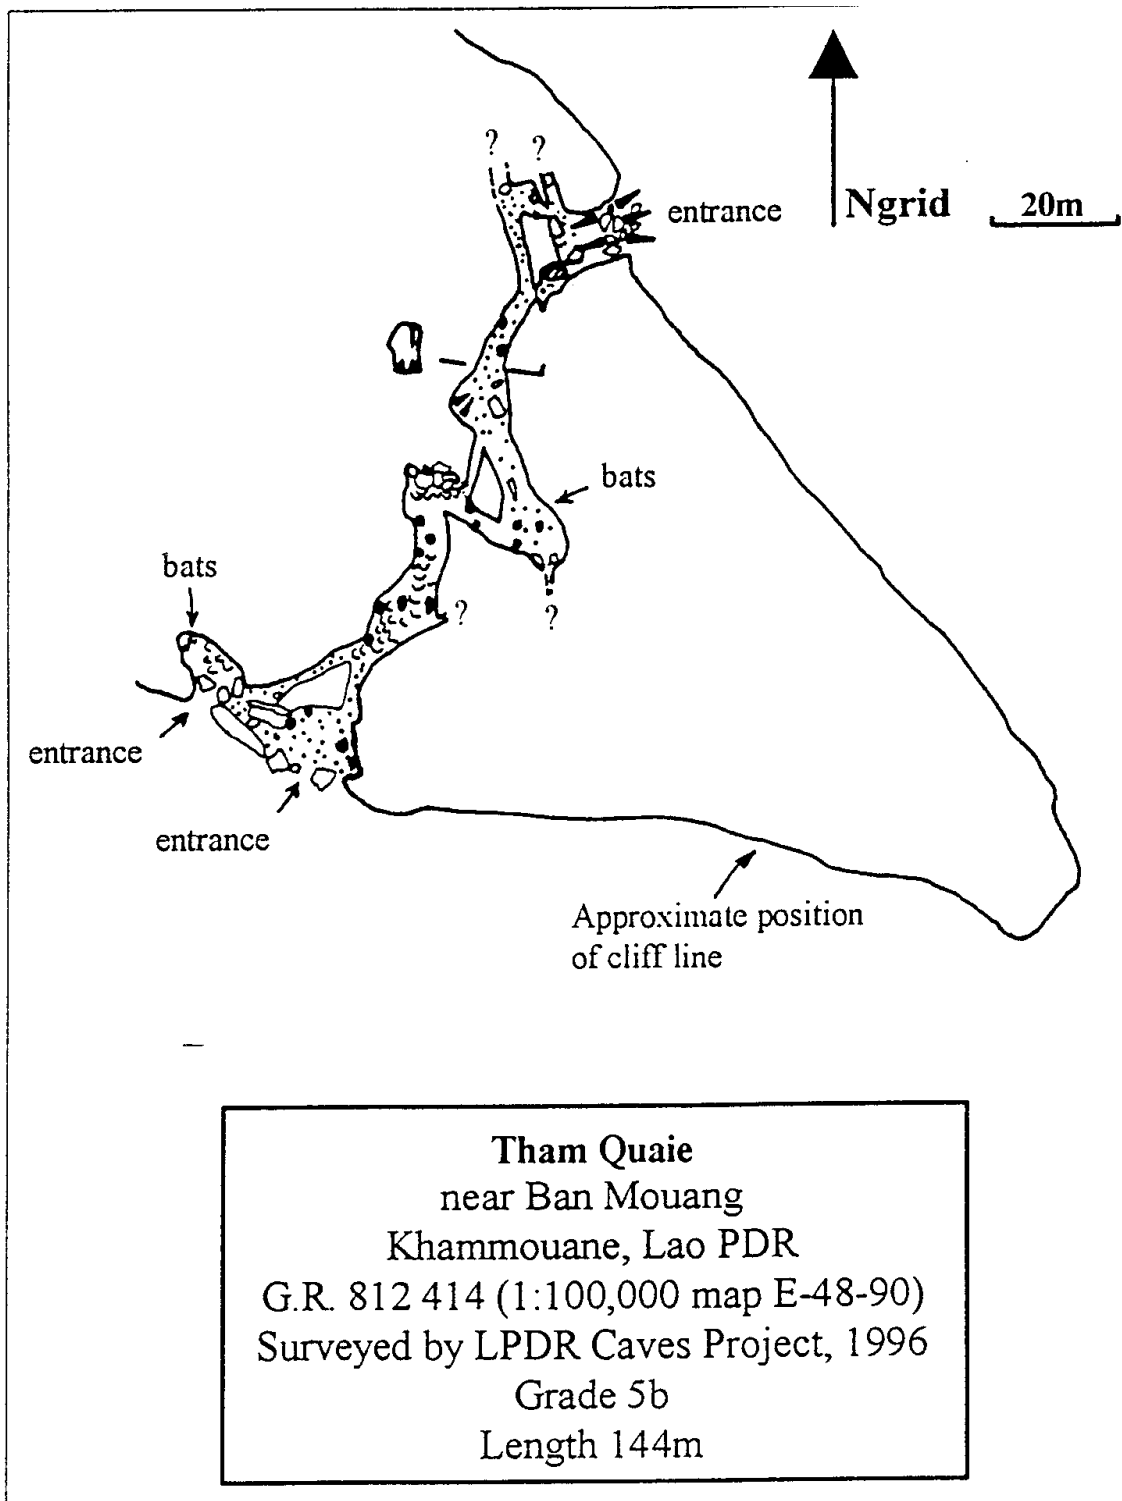 ? ?
entrance
Ngrid
20m
bats
bats
?
?
entrance
entrance
Approximate position
of cliff line
Tham Quaie
near Ban Mouang
Khammouane, Lao PDR
G.R. 812 414 (1:100,000 map E-48-90)
Surveyed by LPDR Caves Project, 1996
Grade 5b
Length 144m